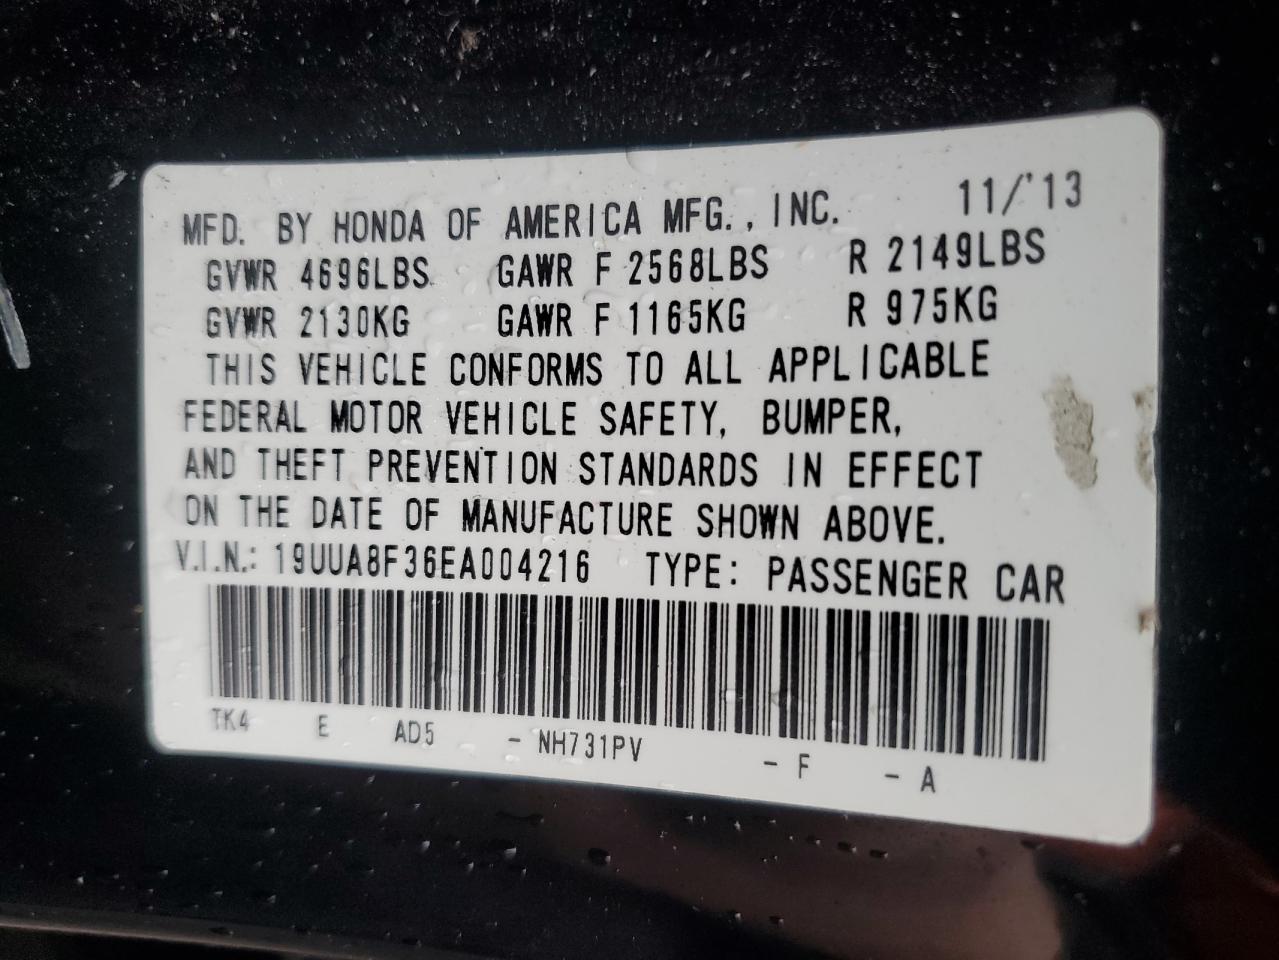 11/'13
MFD. BY HONDA OF AMERICA MFG., INC.
GVWR 4696LBS GAWR F 2568LBS R 2149LBS
GVWR 2130KG GAWR F 1165KG R 975KG
THIS VEHICLE CONFORMS TO ALL APPLICABLE
FEDERAL MOTOR VEHICLE SAFETY, BUMPER,
AND THEFT PREVENTION STANDARDS IN EFFECT
ON THE DATE OF MANUFACTURE SHOWN ABOVE.
V.I.N.: 19UUA8F36EA004216 TYPE: PASSENGER CAR
TK4 E AD5 - NH731PV - F - A